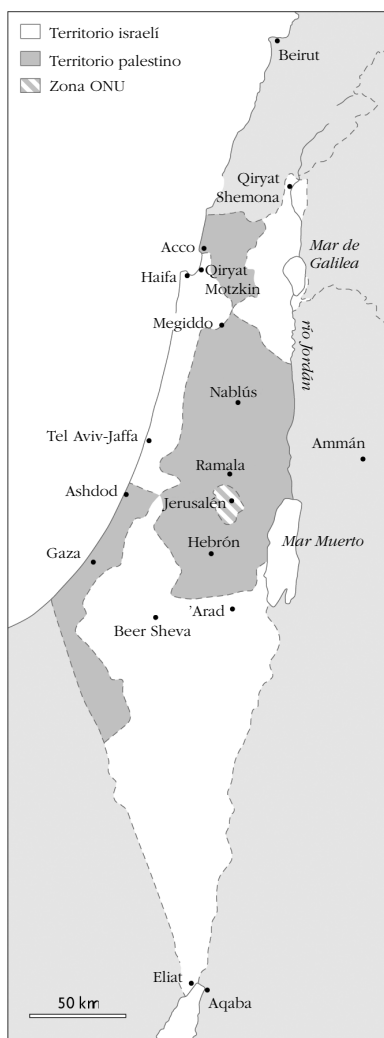 Territorio israelí
Territorio palestino
Zona ONU
Beirut
Qiryat
Shemona
Acco
Mar de
Galilea
Haifa
Qiryat
Motzkin
Megiddo
río Jordán
Nablús
Tel Aviv-Jaffa
Ammán
Ramala
Ashdod
Jerusalén
Mar Muerto
Gaza
Hebrón
'Arad
Beer Sheva
Eliat
50 km
Aqaba